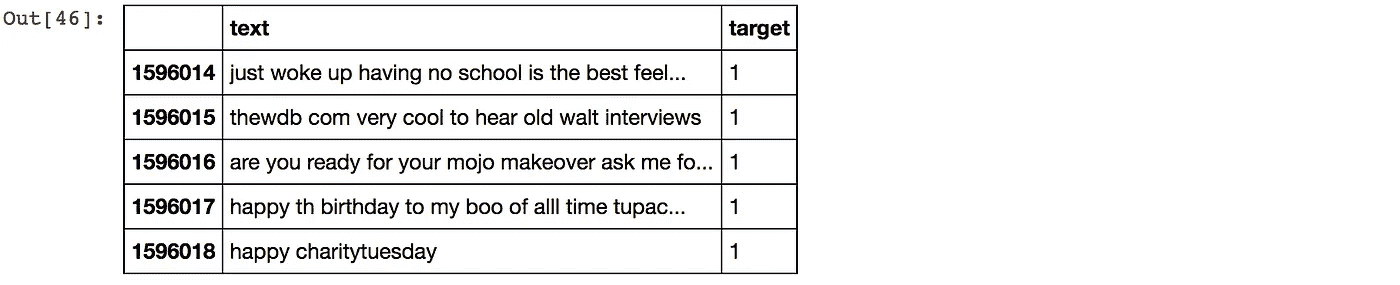 Out[46]:
text target
1596014 just woke up having no school is the best feel... 1
1596015 thewdb com very cool to hear old walt interviews 1
1596016 are you ready for your mojo makeover ask me fo... 1
1596017 happy th birthday to my boo of alll time tupac... 1
1596018 happy charitytuesday 1